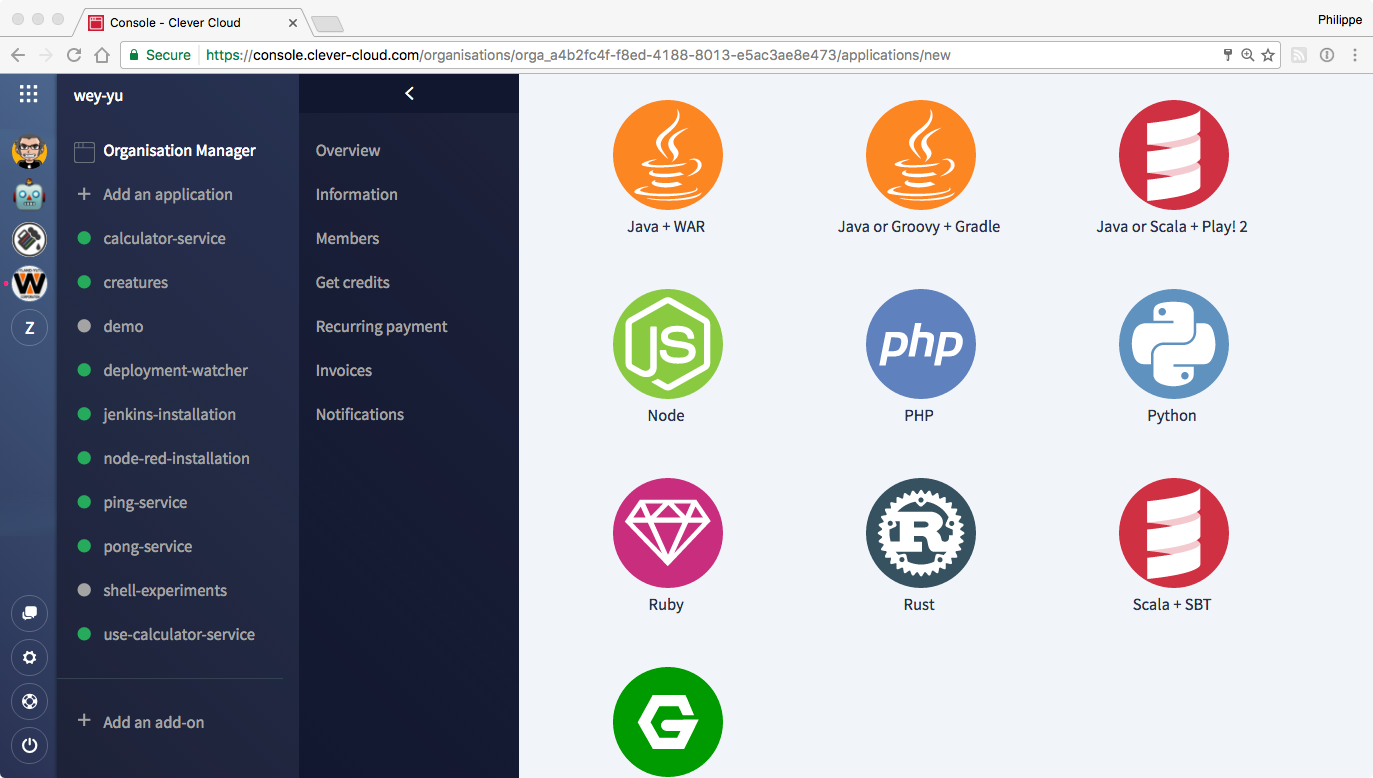 Console - Clever Cloud
Philippe
Secure
https://console.clever-cloud.com/organisations/orga_a4b2fc4f-f8ed-4188-8013-e5ac3ae8e473/applications/new
W
Z
wey-yu
Organisation Manager
+ Add an application
calculator-service
creatures
demo
deployment-watcher
jenkins-installation
node-red-installation
ping-service
pong-service
shell-experiments
use-calculator-service
+ Add an add-on
Overview
Information
Members
Get credits
Recurring payment
Invoices
Notifications
Java + WAR
Java or Groovy + Gradle
Java or Scala + Play! 2
JS
Node
php
PHP
Python
Ruby
R
Rust
Scala + SBT
G